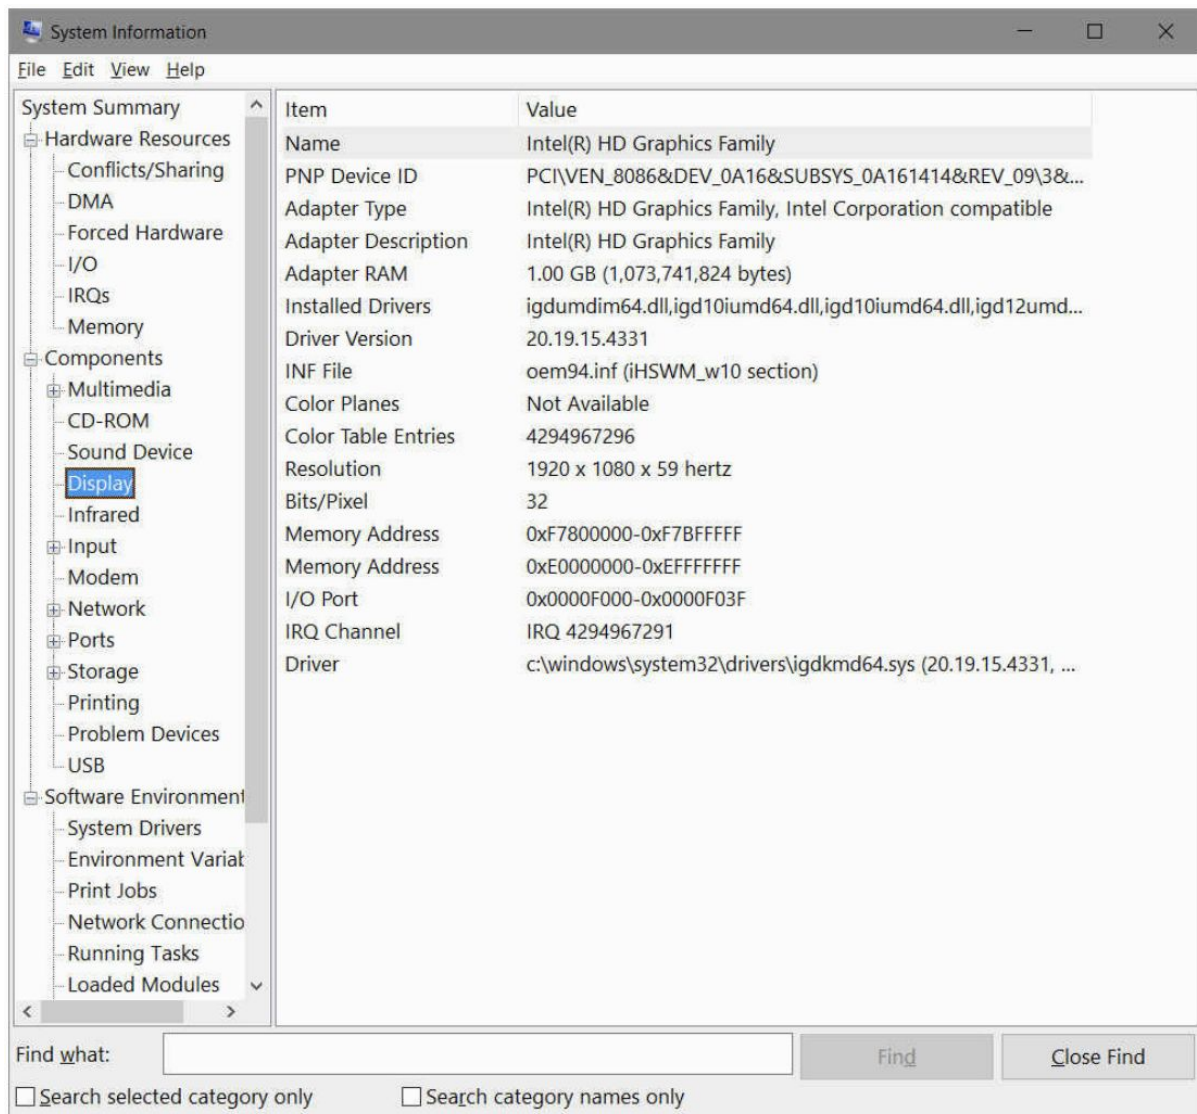 System Information
File Edit View Help
System Summary
Hardware Resources
Conflicts/Sharing
DMA
Forced Hardware
I/O
IRQs
Memory
Components
Multimedia
CD-ROM
Sound Device
Display
Infrared
Input
Modem
Network
Ports
Storage
Printing
Problem Devices
USB
Software Environment
System Drivers
Environment Variab
Print Jobs
Network Connectio
Running Tasks
Loaded Modules
Item Value
Name Intel(R) HD Graphics Family
PNP Device ID PCI\VEN_8086&DEV_0A16&SUBSYS_0A161414&REV_09\3&...
Adapter Type Intel(R) HD Graphics Family, Intel Corporation compatible
Adapter Description Intel(R) HD Graphics Family
Adapter RAM 1.00 GB (1,073,741,824 bytes)
Installed Drivers igdumdim64.dll,igd10iumd64.dll,igd10iumd64.dll,igd12umd...
Driver Version 20.19.15.4331
INF File oem94.inf (iHSWM_w10 section)
Color Planes Not Available
Color Table Entries 4294967296
Resolution 1920 x 1080 x 59 hertz
Bits/Pixel 32
Memory Address 0xF7800000-0xF7BFFFFF
Memory Address 0xE0000000-0xEFFFFFFF
I/O Port 0x0000F000-0x0000F03F
IRQ Channel IRQ 4294967291
Driver c:\windows\system32\drivers\igdkmd64.sys (20.19.15.4331, ...
Find what: Find Close Find
Search selected category only Search category names only